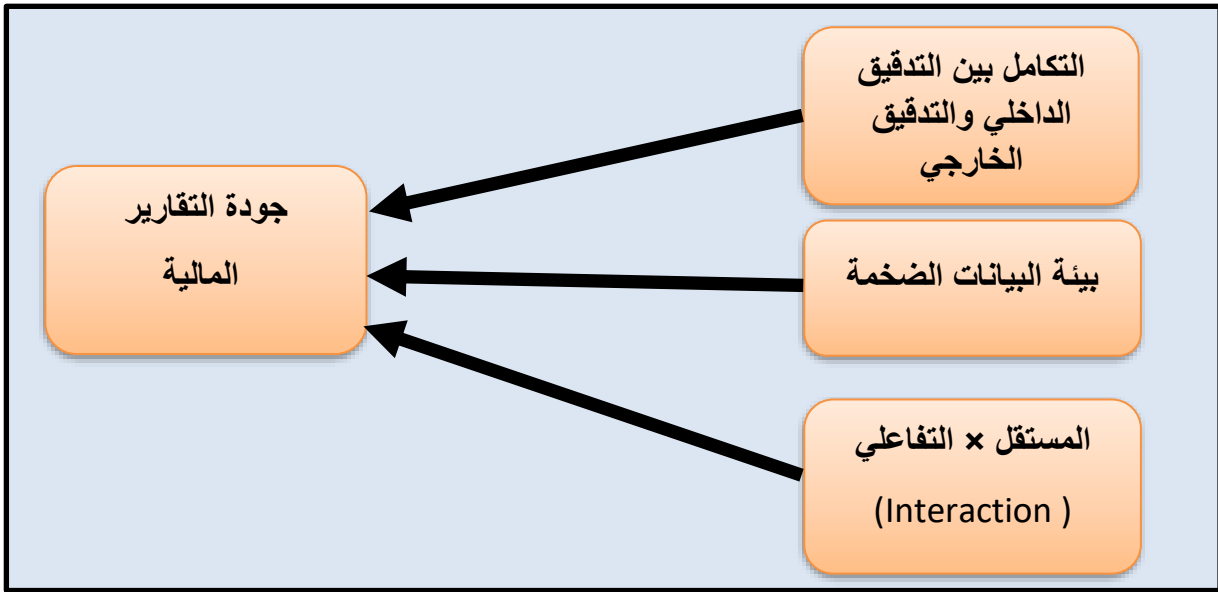 التكامل بين التدقيق
الداخلي والتدقيق
الخارجي
جودة التقارير
المالية
بيئة البيانات الضخمة
المستقل × التفاعلي
(Interaction )